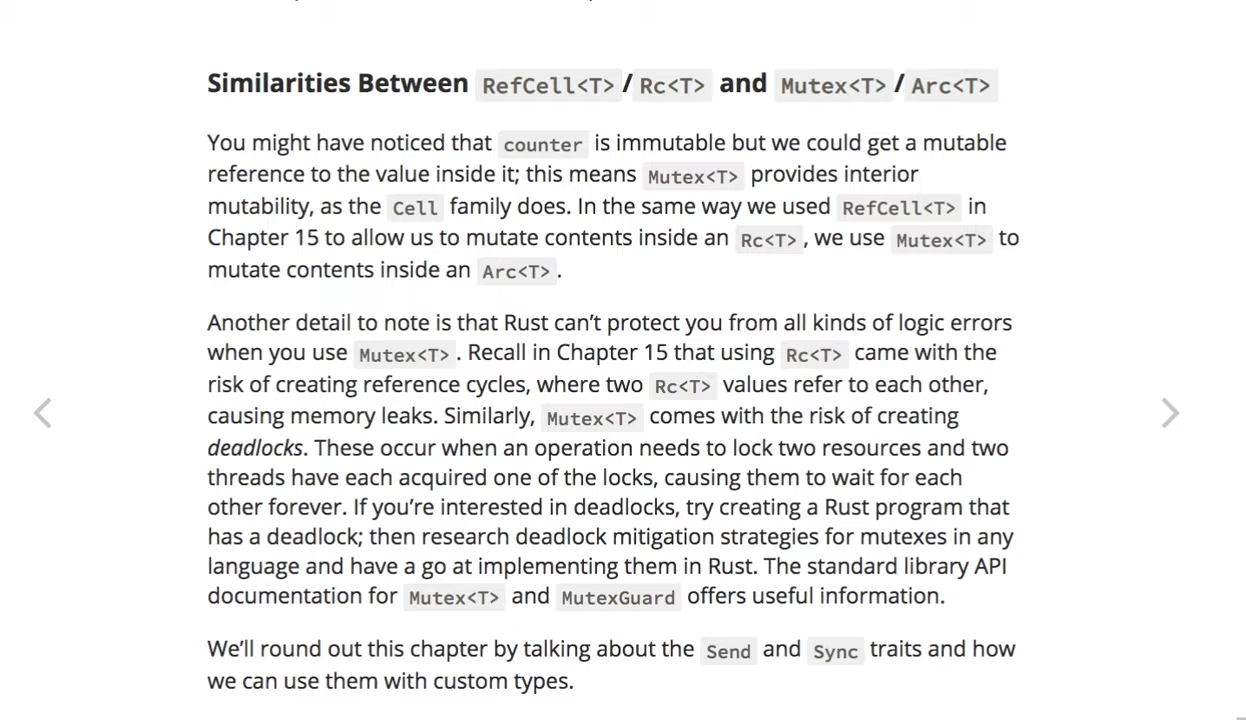 Similarities Between RefCell<T>/Rc<T> and Mutex<T>/Arc<T>
You might have noticed that counter is immutable but we could get a mutable
reference to the value inside it; this means Mutex<T> provides interior
mutability, as the Cell family does. In the same way we used RefCell<T> in
Chapter 15 to allow us to mutate contents inside an Rc<T>, we use Mutex<T> to
mutate contents inside an Arc<T>.
Another detail to note is that Rust can’t protect you from all kinds of logic errors
when you use Mutex<T>. Recall in Chapter 15 that using Rc<T> came with the
risk of creating reference cycles, where two Rc<T> values refer to each other,
causing memory leaks. Similarly, Mutex<T> comes with the risk of creating
deadlocks. These occur when an operation needs to lock two resources and two
threads have each acquired one of the locks, causing them to wait for each
other forever. If you’re interested in deadlocks, try creating a Rust program that
has a deadlock; then research deadlock mitigation strategies for mutexes in any
language and have a go at implementing them in Rust. The standard library API
documentation for Mutex<T> and MutexGuard offers useful information.
We’ll round out this chapter by talking about the Send and Sync traits and how
we can use them with custom types.